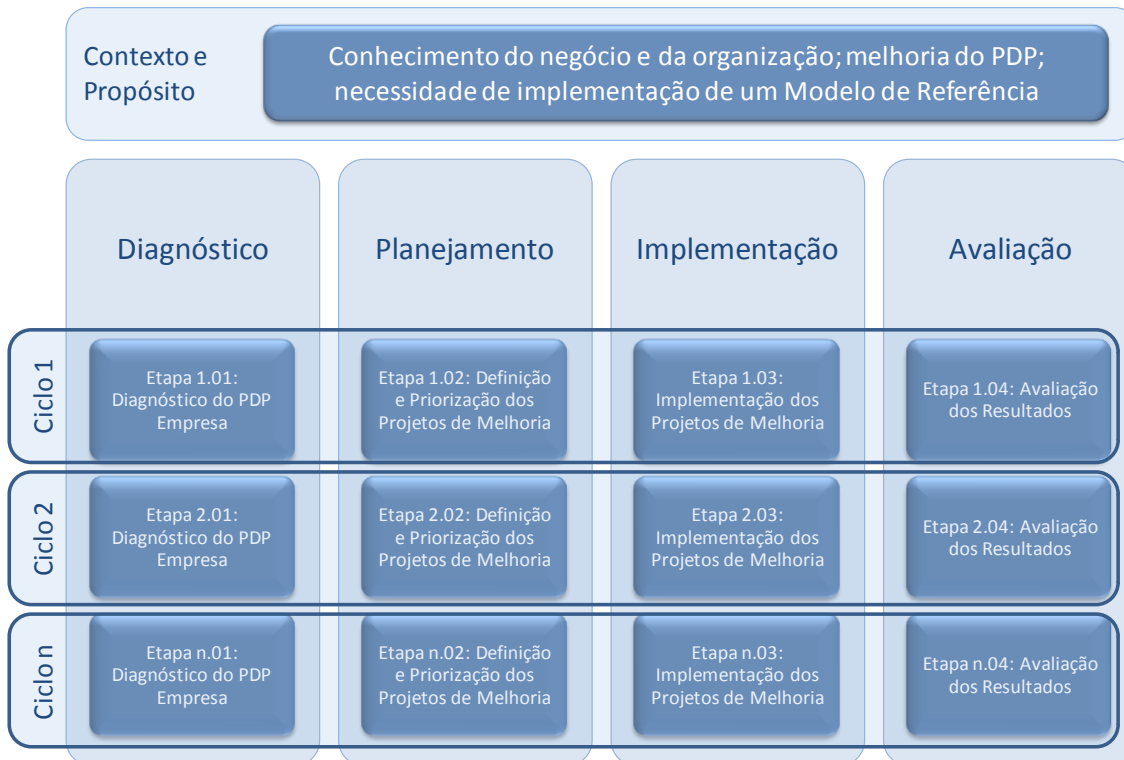 Contexto e
Propósito
Conhecimento do negócio e da organização; melhoria do PDP;
necessidade de implementação de um Modelo de Referência
Diagnóstico
Planejamento
Implementação
Avaliação
Ciclo 1
Etapa 1.01:
Diagnóstico do PDP
Empresa
Etapa 1.02: Definição
e Priorização dos
Projetos de Melhoria
Etapa 1.03:
Implementação dos
Projetos de Melhoria
Etapa 1.04: Avaliação
dos Resultados
Ciclo 2
Etapa 2.01:
Diagnóstico do PDP
Empresa
Etapa 2.02: Definição
e Priorização dos
Projetos de Melhoria
Etapa 2.03:
Implementação dos
Projetos de Melhoria
Etapa 2.04: Avaliação
dos Resultados
Ciclo n
Etapa n.01:
Diagnóstico do PDP
Empresa
Etapa n.02: Definição
e Priorização dos
Projetos de Melhoria
Etapa n.03:
Implementação dos
Projetos de Melhoria
Etapa n.04: Avaliação
dos Resultados